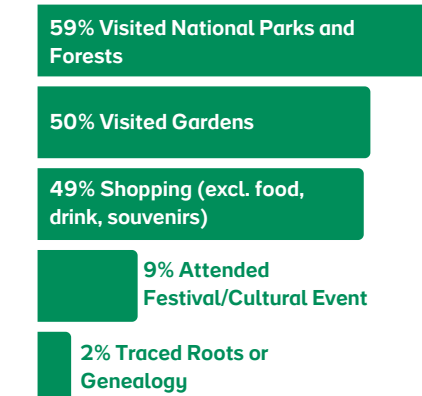 59% Visited National Parks and
Forests
50% Visited Gardens
49% Shopping (excl. food,
drink, souvenirs)
9% Attended
Festival/Cultural Event
2% Traced Roots or
Genealogy